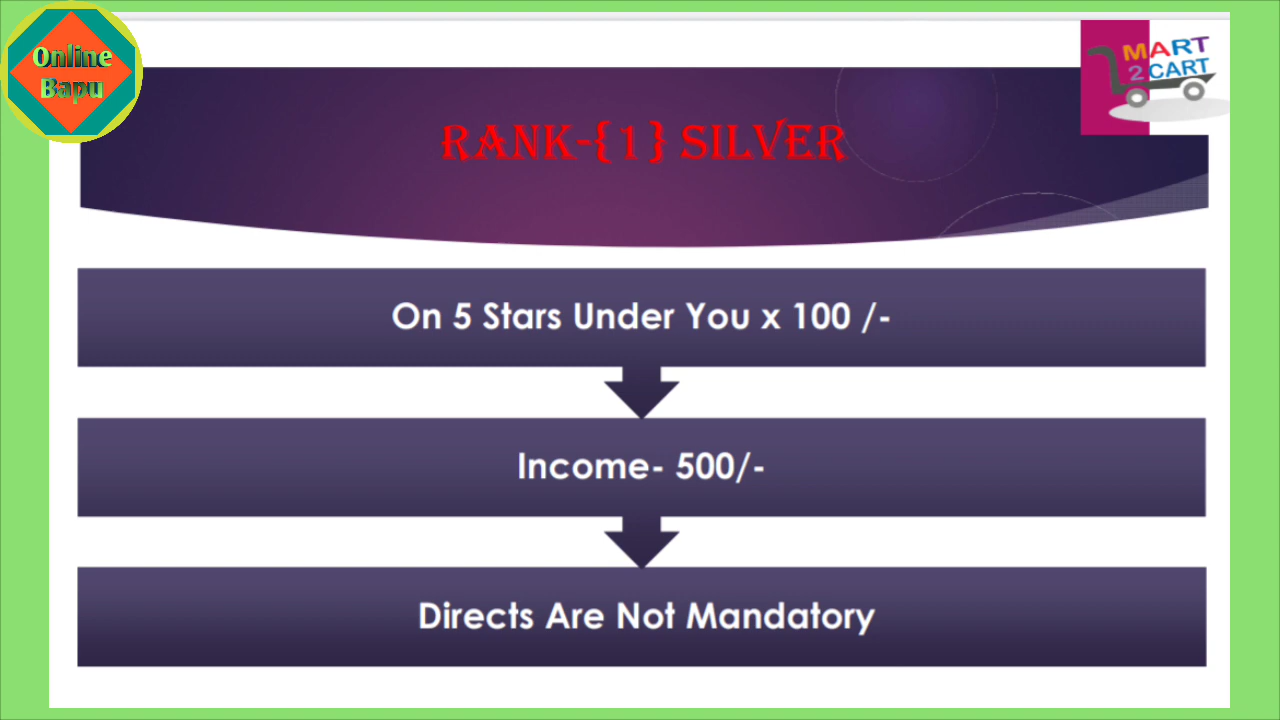 Online
Bapu
MART
2 CART
RANK-{1} SILVER
On 5 Stars Under You x 100 /-
Income- 500/-
Directs Are Not Mandatory